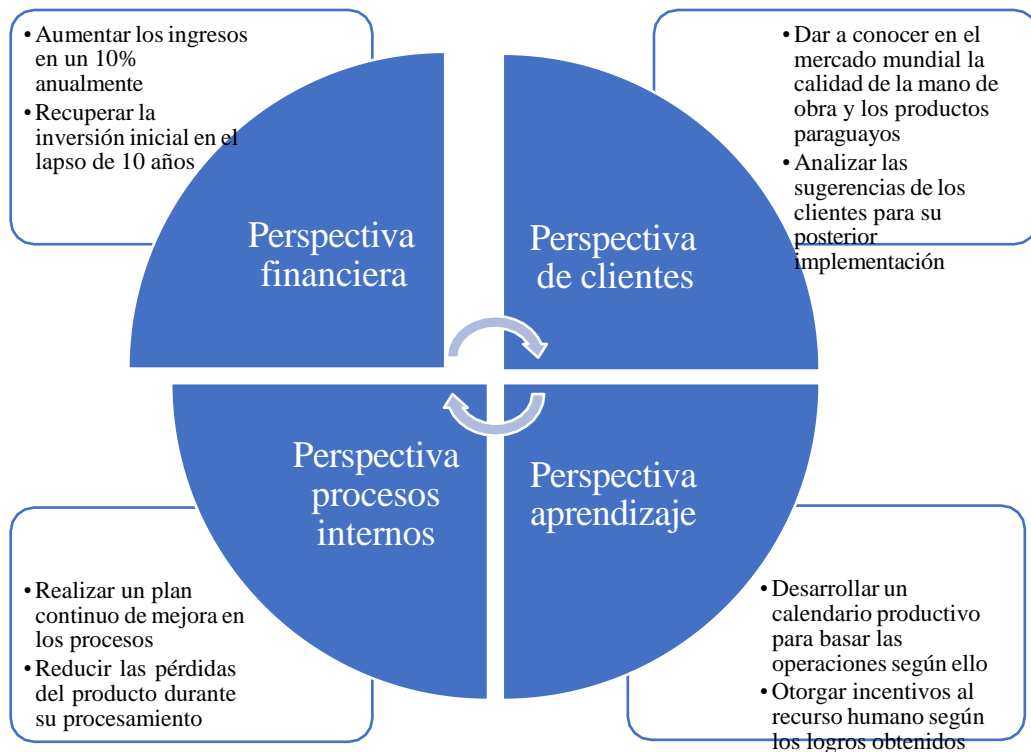 • Aumentar los ingresos
en un 10%
anualmente
• Recuperar la
inversión inicial en el
lapso de 10 años
• Dar a conocer en el
mercado mundial la
calidad de la mano de
obra y los productos
paraguayos
• Analizar las
sugerencias de los
clientes para su
posterior
implementación
Perspectiva
financiera
Perspectiva
de clientes
Perspectiva
procesos
internos
Perspectiva
aprendizaje
• Realizar un plan
continuo de mejora en
los procesos
• Reducir las pérdidas
del producto durante
su procesamiento
• Desarrollar un
calendario productivo
para basar las
operaciones según ello
• Otorgar incentivos al
recurso humano según
los logros obtenidos